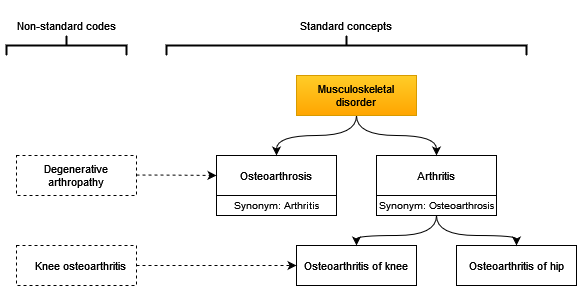 Non-standard codes
Standard concepts
Musculoskeletal
disorder
Degenerative
arthropathy
Osteoarthrosis
Arthritis
Synonym: Arthritis
Synonym: Osteoarthrosis
Knee osteoarthritis
Osteoarthritis of knee
Osteoarthritis of hip